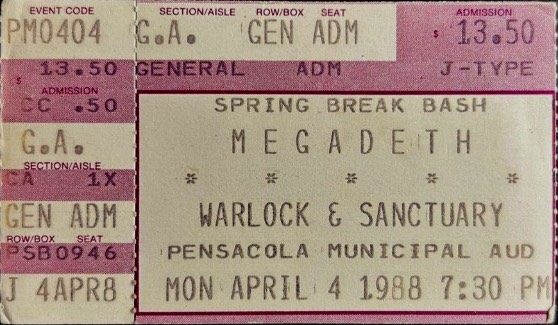 EVENT CODE SECTION/AISLE ROW/BOX SEAT ADMISSION
PM0404 G.A. GEN ADM $ 13.50
$ 13.50 GENERAL ADM J-TYPE
ADMISSION
CC .50
SPRING BREAK BASH
G.A.
MEGADETH
SECTION/AISLE
CA 1X
* * * * *
GEN ADM
WARLOCK & SANCTUARY
ROW/BOX SEAT
PSB0946
PENSACOLA MUNICIPAL AUD
J 4APR8
MON APRIL 4 1988 7:30 PM